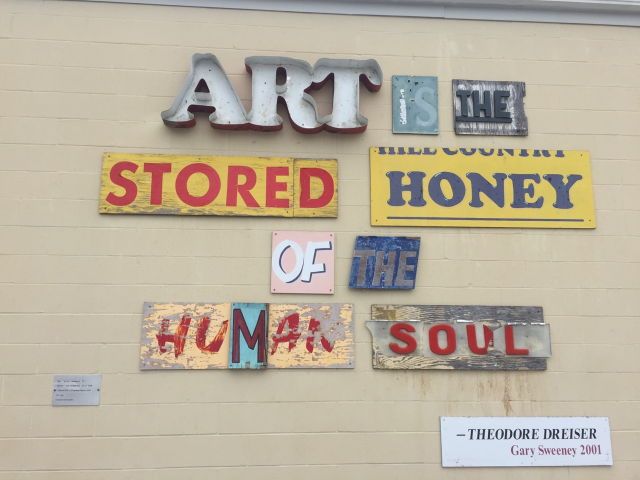 ART IS THE
STORED HILL COUNTRY
HONEY
OF THE
HUMAN SOUL
—THEODORE DREISER
Gary Sweeney 2001